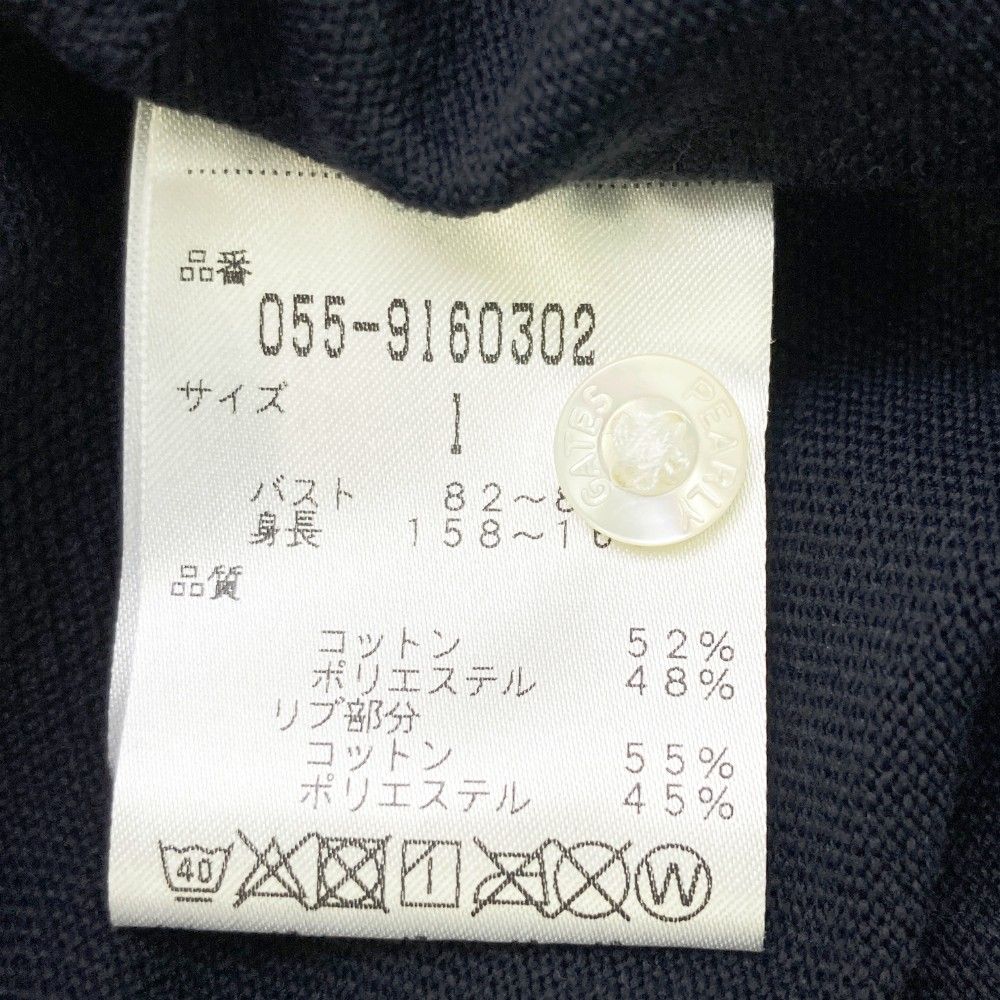 品番
055-9160302
サイズ
1
PEARLY GATES
バスト 82~8
身長 158~16
品質
コットン 52%
ポリエステル 48%
リブ部分
コットン 55%
ポリエステル 45%
40
W